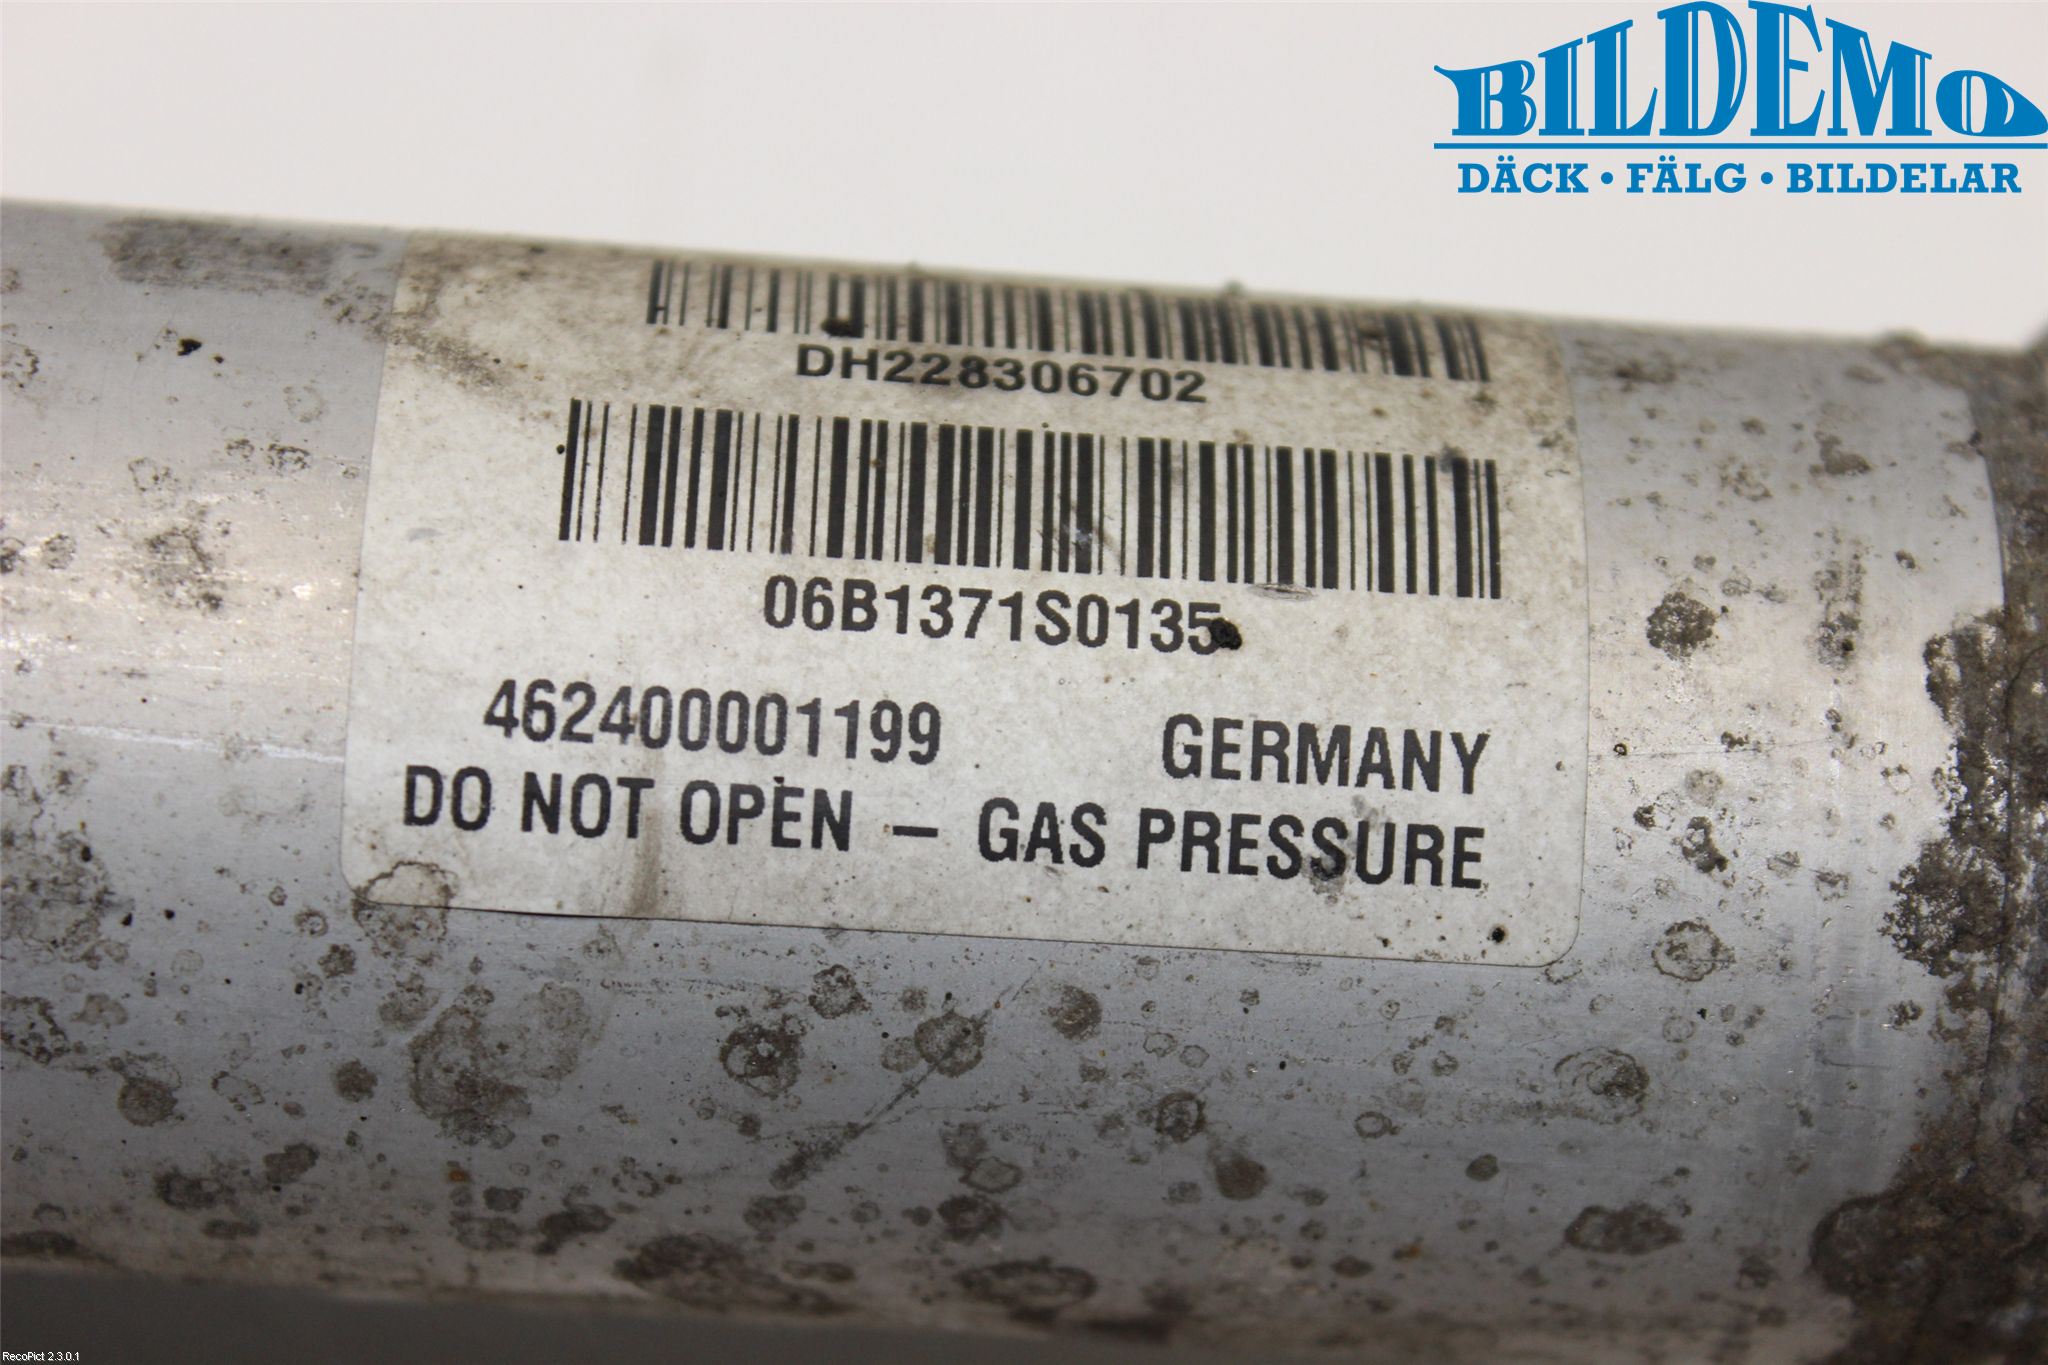 BILDEMO
DÄCK • FÄLG • BILDELAR
DH228306702
06B1371S0135
462400001199 GERMANY
DO NOT OPEN – GAS PRESSURE
RecoPict 2.3.0.1